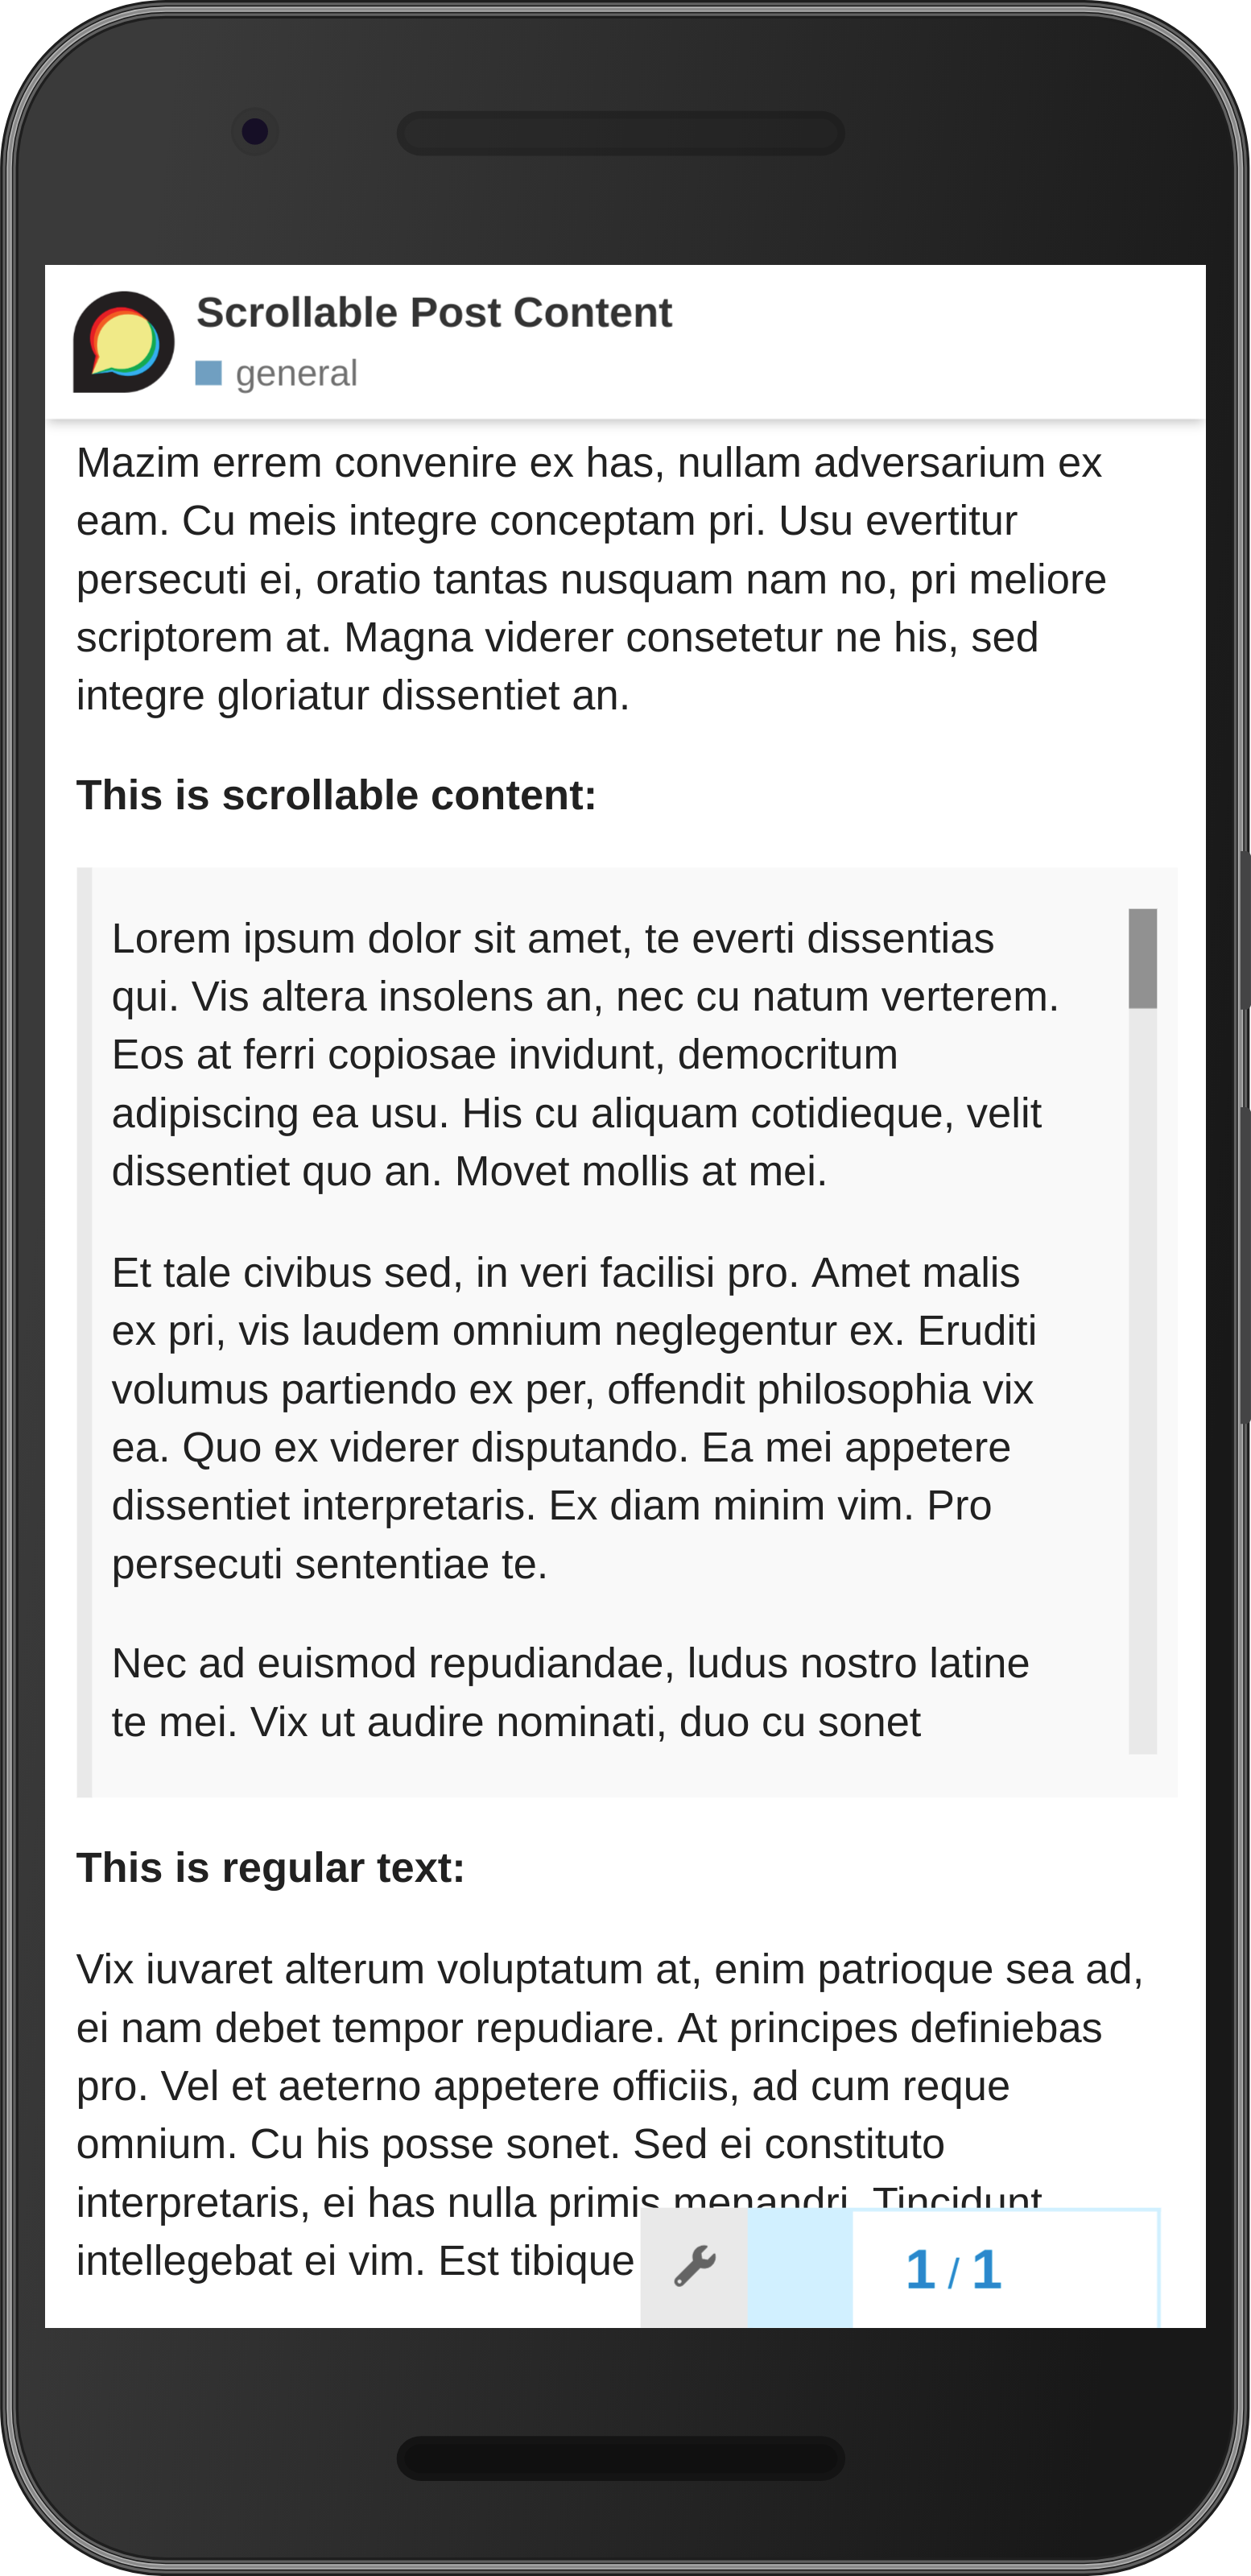 Scrollable Post Content
general
Mazim errem convenire ex has, nullam adversarium ex
eam. Cu meis integre conceptam pri. Usu evertitur
persecuti ei, oratio tantas nusquam nam no, pri meliore
scriptorem at. Magna viderer consetetur ne his, sed
integre gloriatur dissentiet an.
This is scrollable content:
Lorem ipsum dolor sit amet, te everti dissentias
qui. Vis altera insolens an, nec cu natum verterem.
Eos at ferri copiosae invidunt, democritum
adipiscing ea usu. His cu aliquam cotidieque, velit
dissentiet quo an. Movet mollis at mei.
Et tale civibus sed, in veri facilisi pro. Amet malis
ex pri, vis laudem omnium neglegentur ex. Eruditi
volumus partiendo ex per, offendit philosophia vix
ea. Quo ex viderer disputando. Ea mei appetere
dissentiet interpretaris. Ex diam minim vim. Pro
persecuti sententiae te.
Nec ad euismod repudiandae, ludus nostro latine
te mei. Vix ut audire nominati, duo cu sonet
This is regular text:
Vix iuvaret alterum voluptatum at, enim patrioque sea ad,
ei nam debet tempor repudiare. At principes definiebas
pro. Vel et aeterno appetere officiis, ad cum reque
omnium. Cu his posse sonet. Sed ei constituto
interpretaris, ei has nulla primis menandri. Tincidunt
intellegebat ei vim. Est tibique
1 / 1